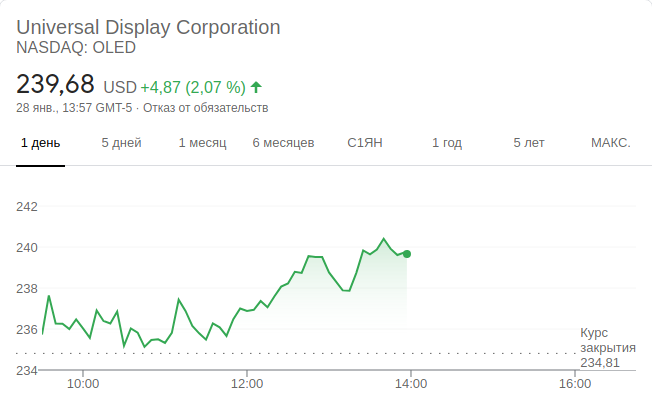 Universal Display Corporation
NASDAQ: OLED
239,68 USD +4,87 (2,07 %)
28 янв., 13:57 GMT-5 · Отказ от обязательств
1 день 5 дней 1 месяц 6 месяцев С1ЯН 1 год 5 лет МАКС.
242
240
238
236
234
Курс
закрытия
234,81
10:00 12:00 14:00 16:00